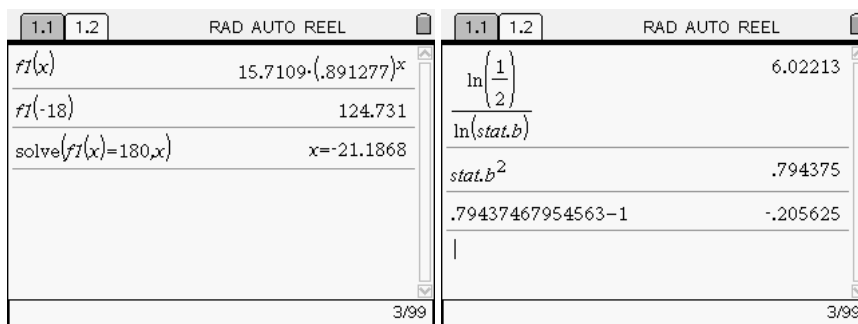 1.1 1.2 RAD AUTO REEL
f1(x) 15.7109·(.891277)^x
f1(-18) 124.731
solve(f1(x)=180,x) x=-21.1868
3/99
1.1 1.2 RAD AUTO REEL
ln(1/2)/ln(stat.b) 6.02213
stat.b² .794375
.79437467954563-1 -.205625
3/99